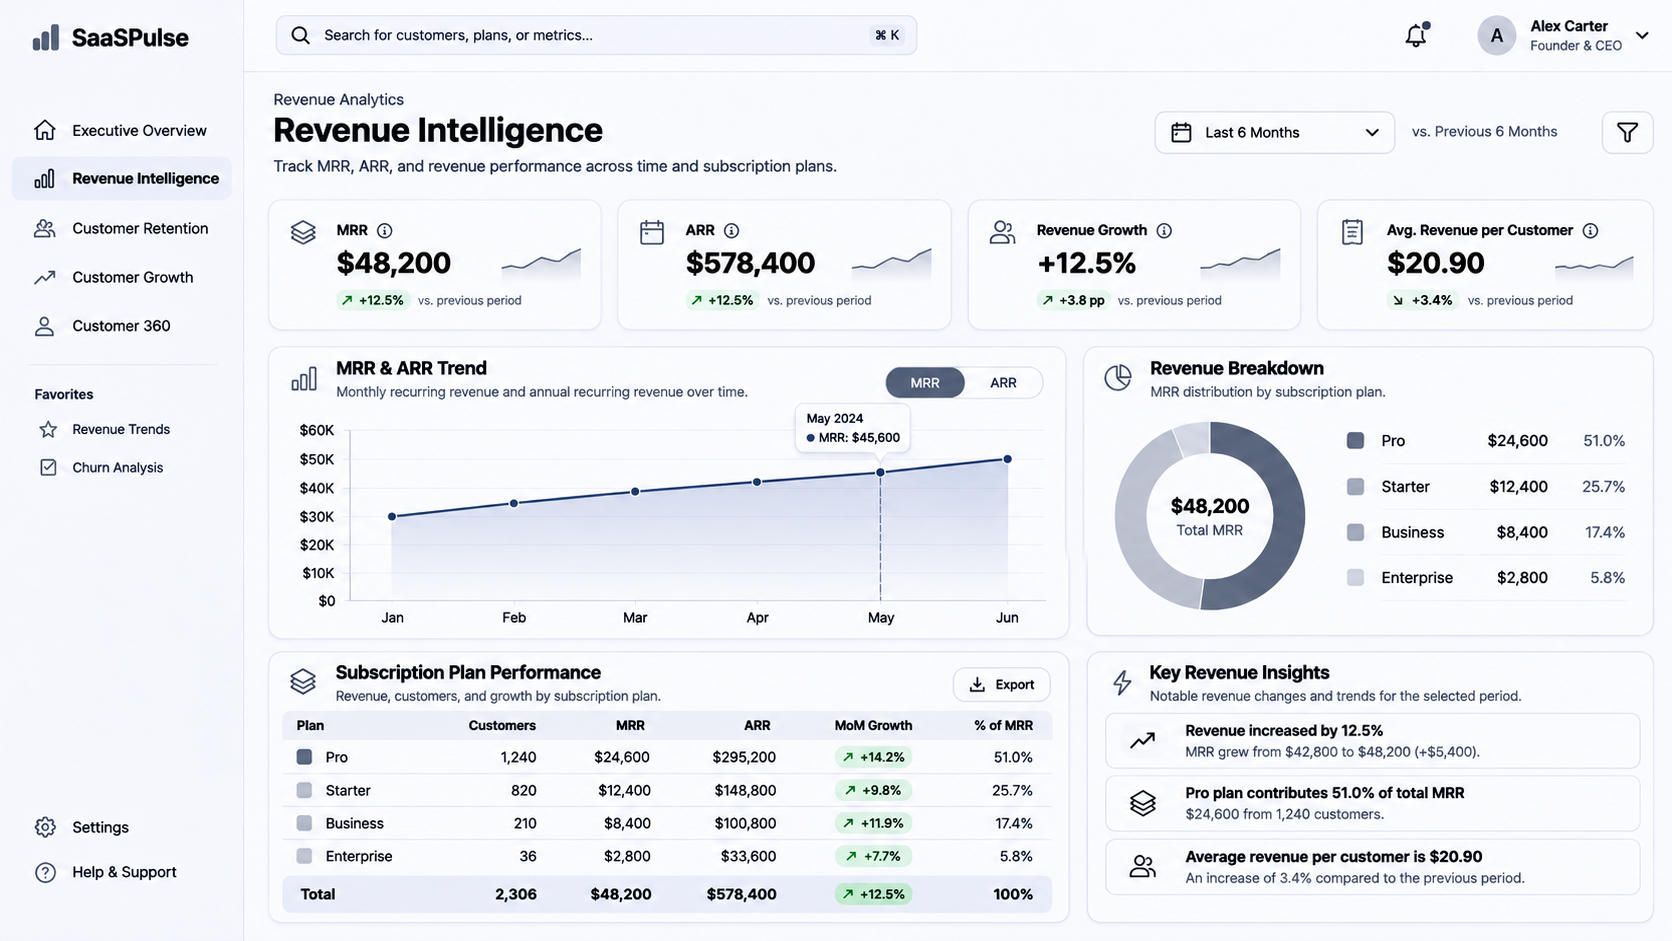 SaaSPulse
Search for customers, plans, or metrics...
⌘ K
A
Alex Carter
Founder & CEO
Executive Overview
Revenue Intelligence
Customer Retention
Customer Growth
Customer 360
Favorites
Revenue Trends
Churn Analysis
Settings
Help & Support
Revenue Analytics
Revenue Intelligence
Track MRR, ARR, and revenue performance across time and subscription plans.
Last 6 Months
vs. Previous 6 Months
MRR
$48,200
+12.5% vs. previous period
ARR
$578,400
+12.5% vs. previous period
Revenue Growth
+12.5%
+3.8 pp vs. previous period
Avg. Revenue per Customer
$20.90
+3.4% vs. previous period
MRR & ARR Trend
Monthly recurring revenue and annual recurring revenue over time.
MRR ARR
May 2024
MRR: $45,600
$60K
$50K
$40K
$30K
$20K
$10K
$0
Jan Feb Mar Apr May Jun
Revenue Breakdown
MRR distribution by subscription plan.
$48,200
Total MRR
Pro $24,600 51.0%
Starter $12,400 25.7%
Business $8,400 17.4%
Enterprise $2,800 5.8%
Subscription Plan Performance
Revenue, customers, and growth by subscription plan.
Export
Plan Customers MRR ARR MoM Growth % of MRR
Pro 1,240 $24,600 $295,200 +14.2% 51.0%
Starter 820 $12,400 $148,800 +9.8% 25.7%
Business 210 $8,400 $100,800 +11.9% 17.4%
Enterprise 36 $2,800 $33,600 +7.7% 5.8%
Total 2,306 $48,200 $578,400 +12.5% 100%
Key Revenue Insights
Notable revenue changes and trends for the selected period.
Revenue increased by 12.5%
MRR grew from $42,800 to $48,200 (+$5,400).
Pro plan contributes 51.0% of total MRR
$24,600 from 1,240 customers.
Average revenue per customer is $20.90
An increase of 3.4% compared to the previous period.